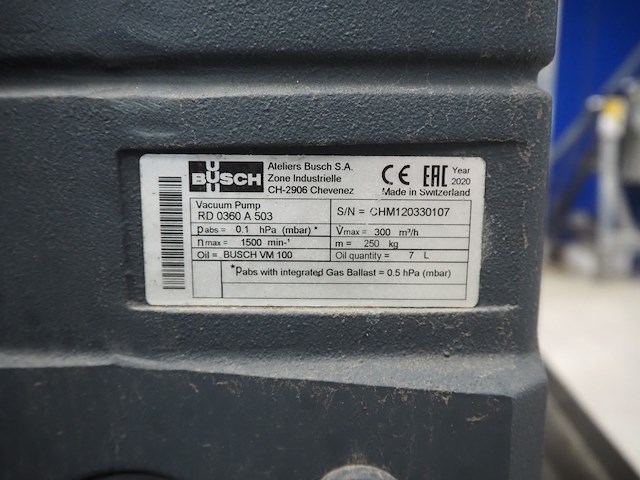 BUSCH
Ateliers Busch S.A.
Zone Industrielle
CH-2906 Chevenez
CE EAC Year 2020
Made in Switzerland
Vacuum Pump
RD 0360 A 503
S/N = CHM120330107
pabs = 0.1 hPa (mbar) *
Vmax = 300 m³/h
nmax = 1500 min-¹
m = 250 kg
Oil = BUSCH VM 100
Oil quantity = 7 L
*pabs with integrated Gas Ballast = 0.5 hPa (mbar)